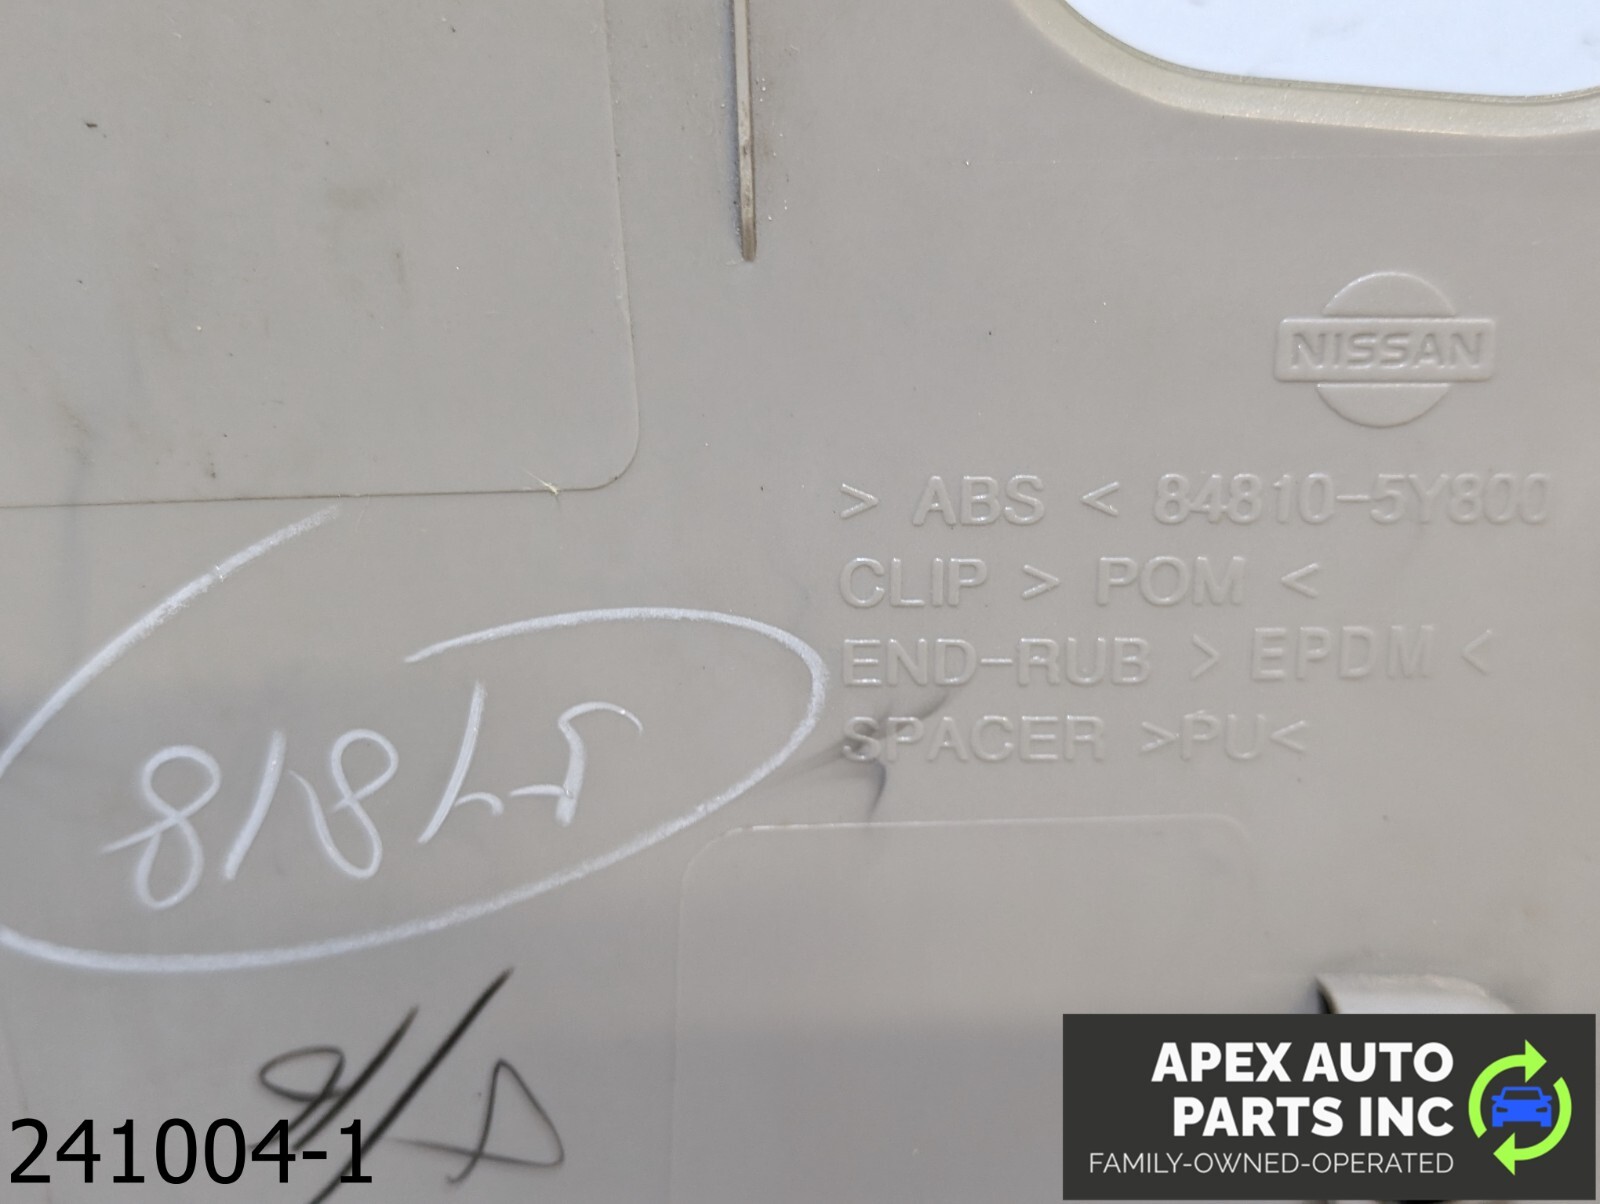 NISSAN
> ABS < 84810-5Y800
CLIP > POM <
END-RUB > EPDM <
SPACER >PU<
241004-1
APEX AUTO
PARTS INC
FAMILY-OWNED-OPERATED